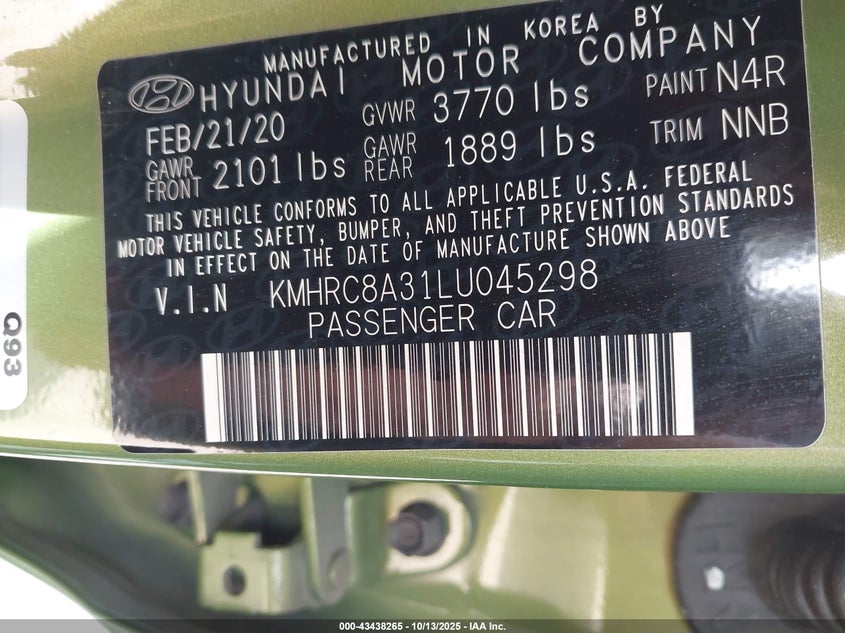 MANUFACTURED IN KOREA BY
HYUNDAI MOTOR COMPANY
FEB/21/20 GVWR 3770 lbs PAINT N4R
GAWR FRONT 2101 lbs GAWR REAR 1889 lbs TRIM NNB
THIS VEHICLE CONFORMS TO ALL APPLICABLE U.S.A. FEDERAL
MOTOR VEHICLE SAFETY, BUMPER, AND THEFT PREVENTION STANDARDS
IN EFFECT ON THE DATE OF MANUFACTURE SHOWN ABOVE
V.I.N KMHRC8A31LU045298
PASSENGER CAR
Q93
000-43438265 - 10/13/2025 - IAA Inc.